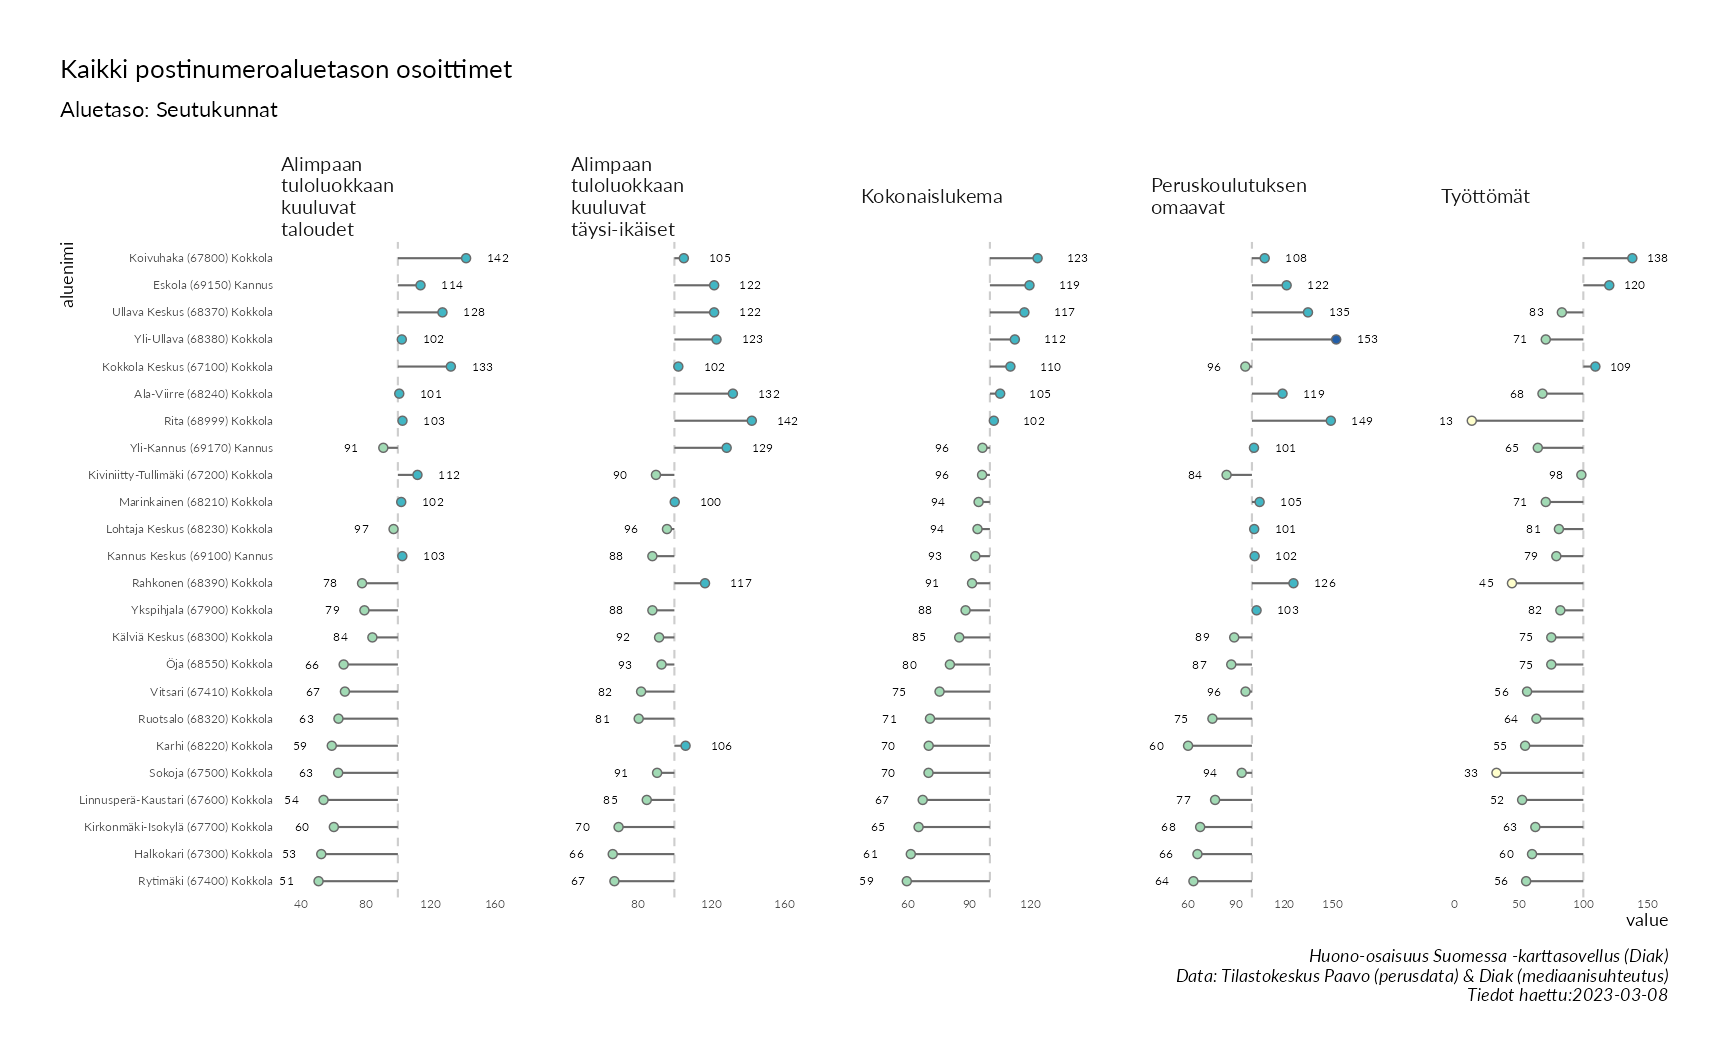 Kaikki postinumeroaluetason osoittimet
Aluetaso: Seutukunnat
Alimpaan
tuloluokkaan
kuuluvat
taloudet
Alimpaan
tuloluokkaan
kuuluvat
täysi-ikäiset
Kokonaislukema
Peruskoulutuksen
omaavat
Työttömät
aluenimi
Koivuhaka (67800) Kokkola 142 105 123 108 138
Eskola (69150) Kannus 114 122 119 122 120
Ullava Keskus (68370) Kokkola 128 122 117 135 83
Yli-Ullava (68380) Kokkola 102 123 112 153 71
Kokkola Keskus (67100) Kokkola 133 102 110 96 109
Ala-Viirre (68240) Kokkola 101 132 105 119 68
Rita (68999) Kokkola 103 142 102 149 13
Yli-Kannus (69170) Kannus 91 129 96 101 65
Kiviniitty-Tullimäki (67200) Kokkola 112 90 96 84 98
Marinkainen (68210) Kokkola 102 100 94 105 71
Lohtaja Keskus (68230) Kokkola 97 96 94 101 81
Kannus Keskus (69100) Kannus 103 88 93 102 79
Rahkonen (68390) Kokkola 78 117 91 126 45
Ykspihjala (67900) Kokkola 79 88 88 103 82
Kälviä Keskus (68300) Kokkola 84 92 85 89 75
Öja (68550) Kokkola 66 93 80 87 75
Vitsari (67410) Kokkola 67 82 75 96 56
Ruotsalo (68320) Kokkola 63 81 71 75 64
Karhi (68220) Kokkola 59 106 70 60 55
Sokoja (67500) Kokkola 63 91 70 94 33
Linnusperä-Kaustari (67600) Kokkola 54 85 67 77 52
Kirkonmäki-Isokylä (67700) Kokkola 60 70 65 68 63
Halkokari (67300) Kokkola 53 66 61 66 60
Rytimäki (67400) Kokkola 51 67 59 64 56
40 80 120 160 80 120 160 60 90 120 60 90 120 150 0 50 100 150
value
Huono-osaisuus Suomessa -karttasovellus (Diak)
Data: Tilastokeskus Paavo (perusdata) & Diak (mediaanisuhteutus)
Tiedot haettu:2023-03-08